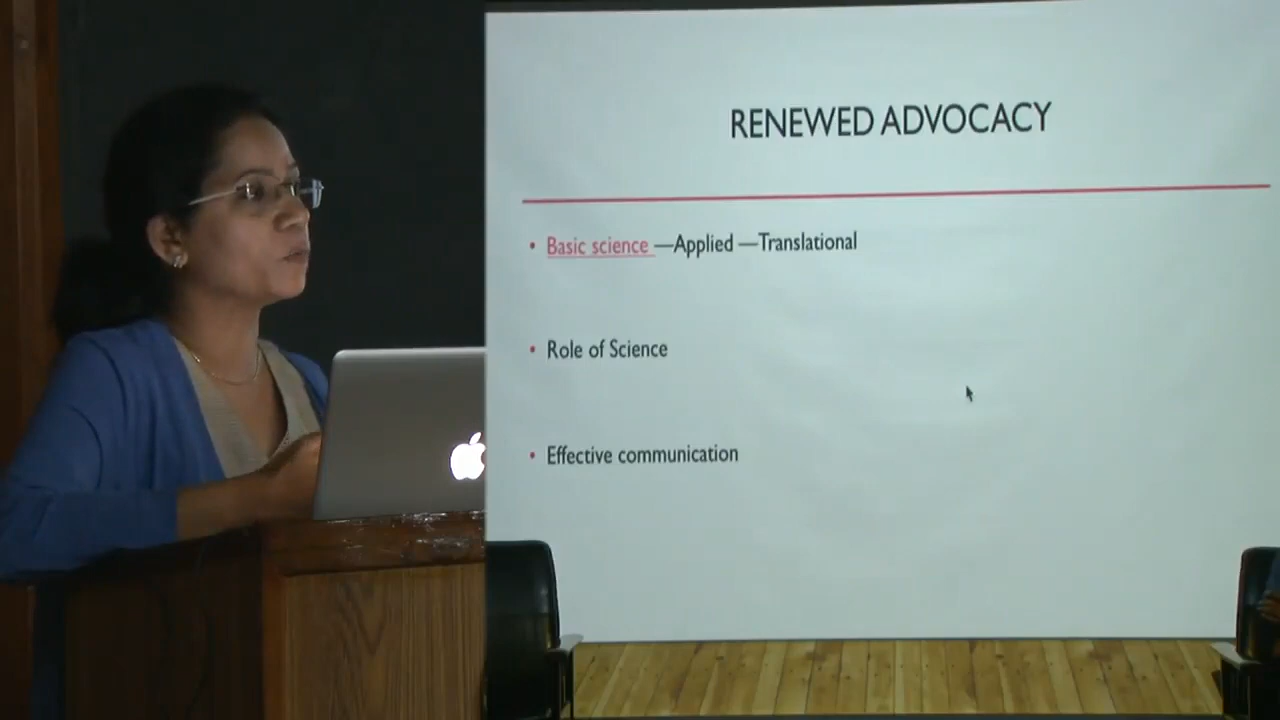 RENEWED ADVOCACY
• Basic science —Applied —Translational
• Role of Science
• Effective communication